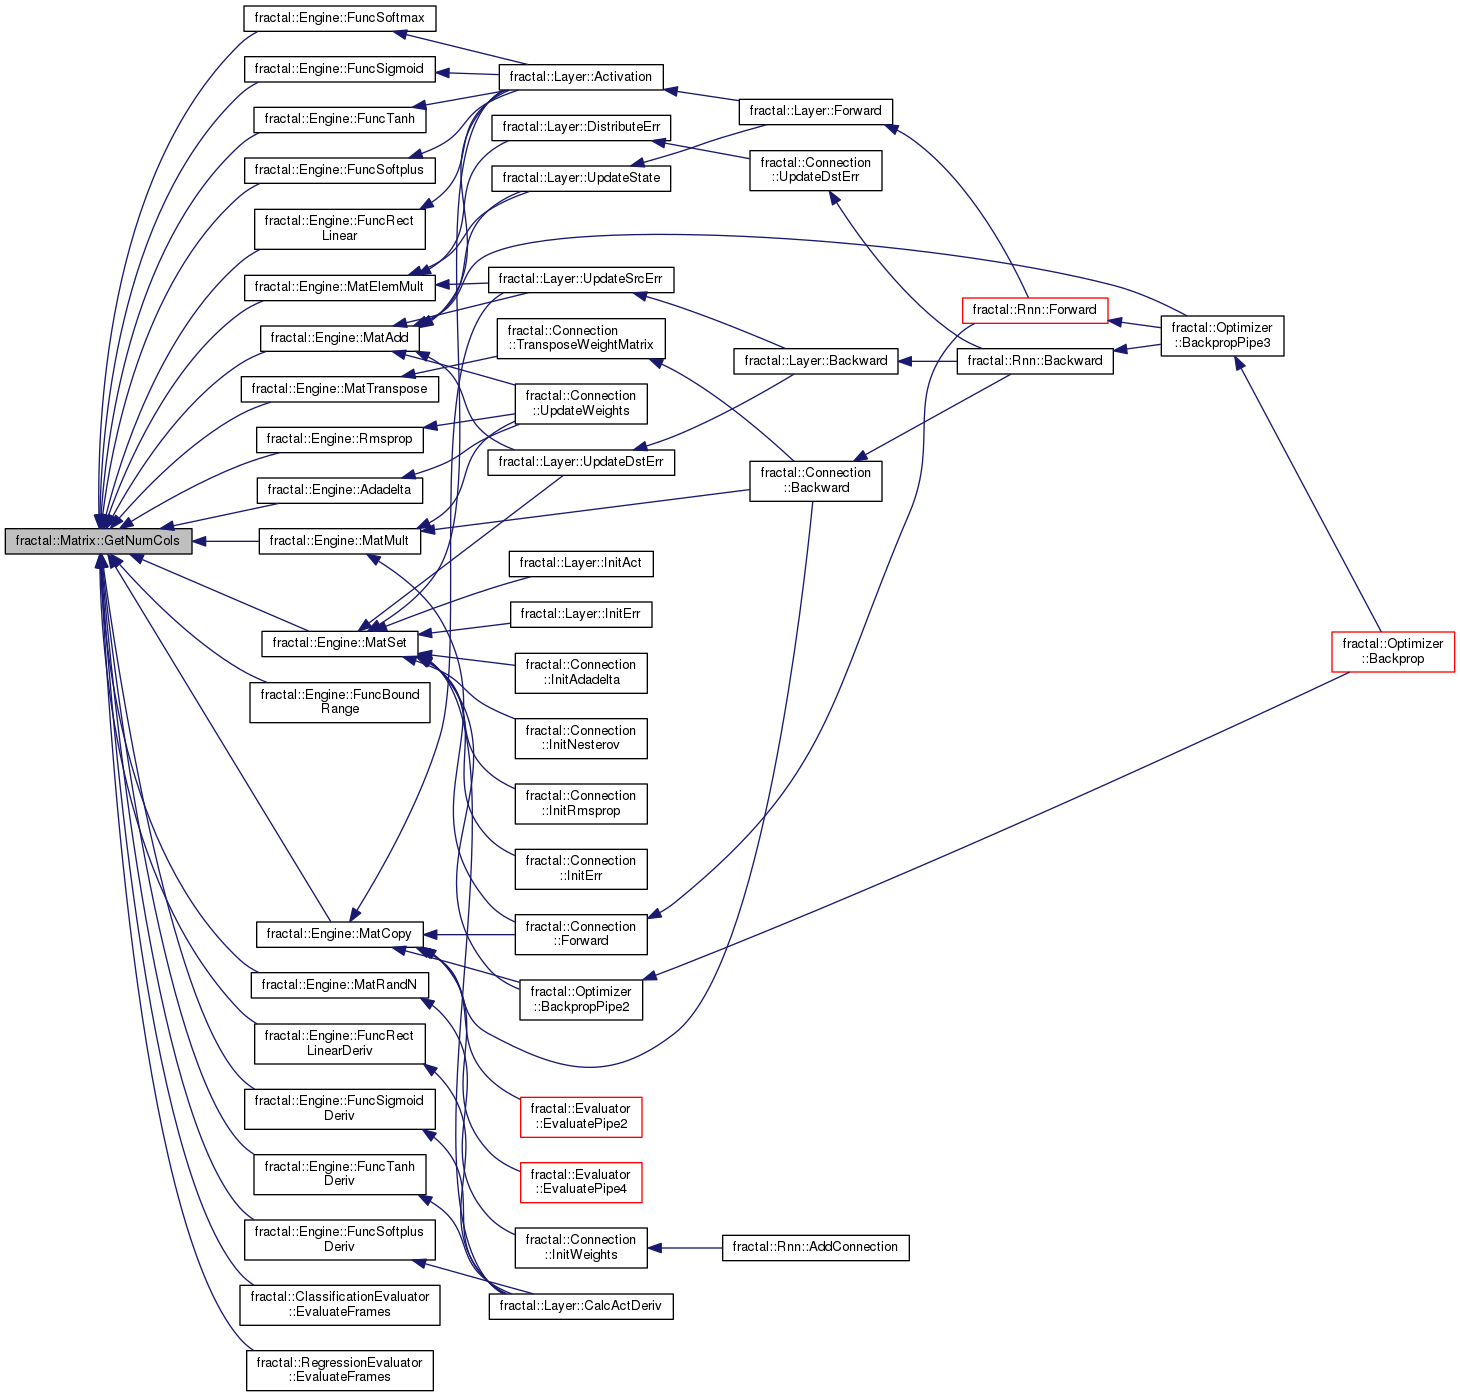 fractal::Matrix::GetNumCols
fractal::Engine::FuncSoftmax
fractal::Engine::FuncSigmoid
fractal::Engine::FuncTanh
fractal::Engine::FuncSoftplus
fractal::Engine::FuncRect
Linear
fractal::Engine::MatElemMult
fractal::Engine::MatAdd
fractal::Engine::MatTranspose
fractal::Engine::Rmsprop
fractal::Engine::Adadelta
fractal::Engine::MatMult
fractal::Engine::MatSet
fractal::Engine::FuncBound
Range
fractal::Engine::MatCopy
fractal::Engine::MatRandN
fractal::Engine::FuncRect
LinearDeriv
fractal::Engine::FuncSigmoid
Deriv
fractal::Engine::FuncTanh
Deriv
fractal::Engine::FuncSoftplus
Deriv
fractal::ClassificationEvaluator
::EvaluateFrames
fractal::RegressionEvaluator
::EvaluateFrames
fractal::Layer::Activation
fractal::Layer::DistributeErr
fractal::Layer::UpdateState
fractal::Layer::UpdateSrcErr
fractal::Connection
::TransposeWeightMatrix
fractal::Connection
::UpdateWeights
fractal::Layer::UpdateDstErr
fractal::Layer::InitAct
fractal::Layer::InitErr
fractal::Connection
::InitAdadelta
fractal::Connection
::InitNesterov
fractal::Connection
::InitRmsprop
fractal::Connection
::InitErr
fractal::Connection
::Forward
fractal::Optimizer
::BackpropPipe2
fractal::Evaluator
::EvaluatePipe2
fractal::Evaluator
::EvaluatePipe4
fractal::Connection
::InitWeights
fractal::Layer::CalcActDeriv
fractal::Layer::Forward
fractal::Connection
::UpdateDstErr
fractal::Layer::Backward
fractal::Connection
::Backward
fractal::Rnn::AddConnection
fractal::Rnn::Forward
fractal::Rnn::Backward
fractal::Optimizer
::BackpropPipe3
fractal::Optimizer
::Backprop